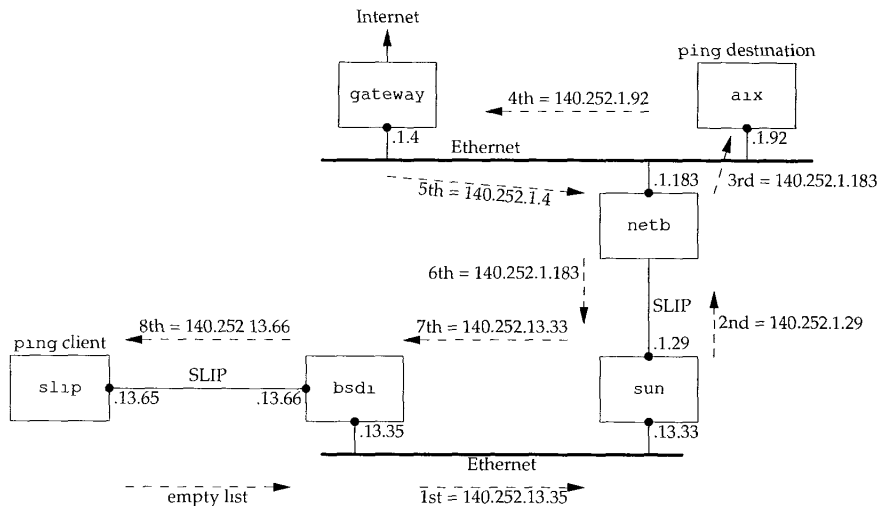 Internet
ping destination
gateway
4th = 140.252.1.92
aix
.1.4
.1.92
Ethernet
5th = 140.252.1.4
.1.183
3rd = 140.252.1.183
netb
6th = 140.252.1.183
SLIP
2nd = 140.252.1.29
8th = 140.252 13.66
7th = 140.252.13.33
ping client
.1.29
slip
SLIP
bsdi
sun
.13.65
.13.66
.13.35
.13.33
Ethernet
empty list
1st = 140.252.13.35